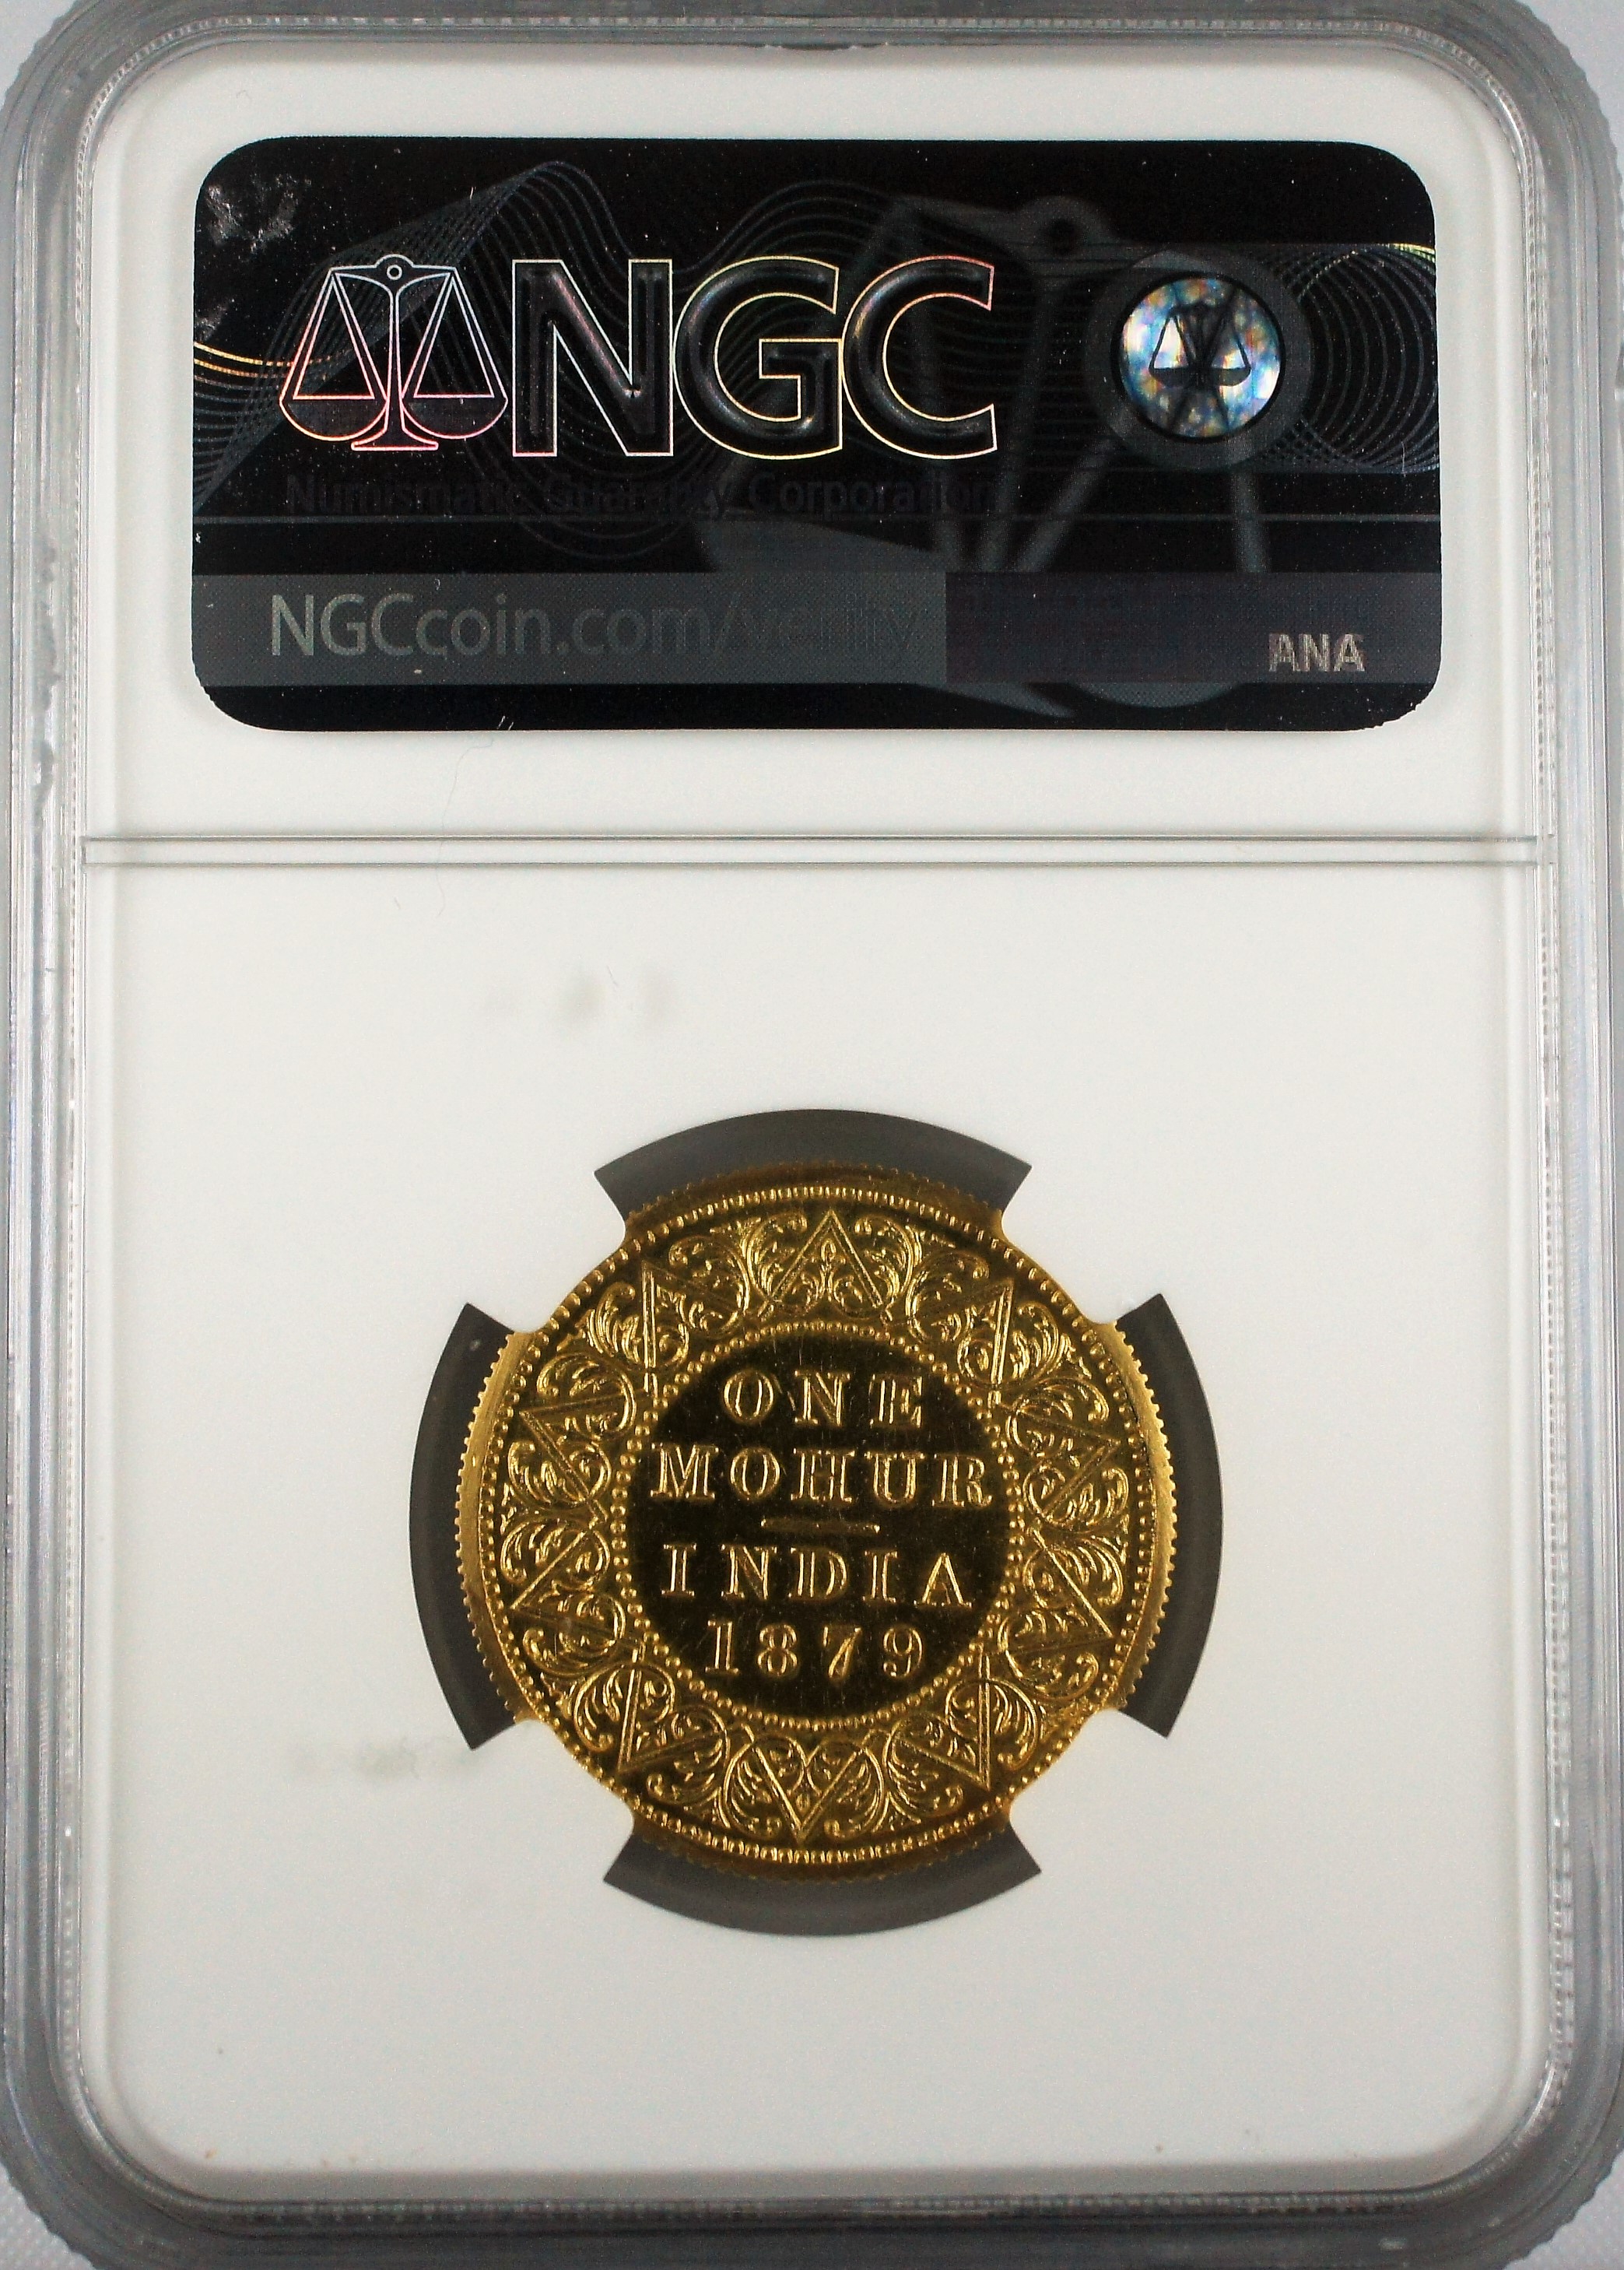 NGC
Numismatic Guaranty Corporation
NGCcoin.com/verify
ANA
ONE
MOHUR
INDIA
1879